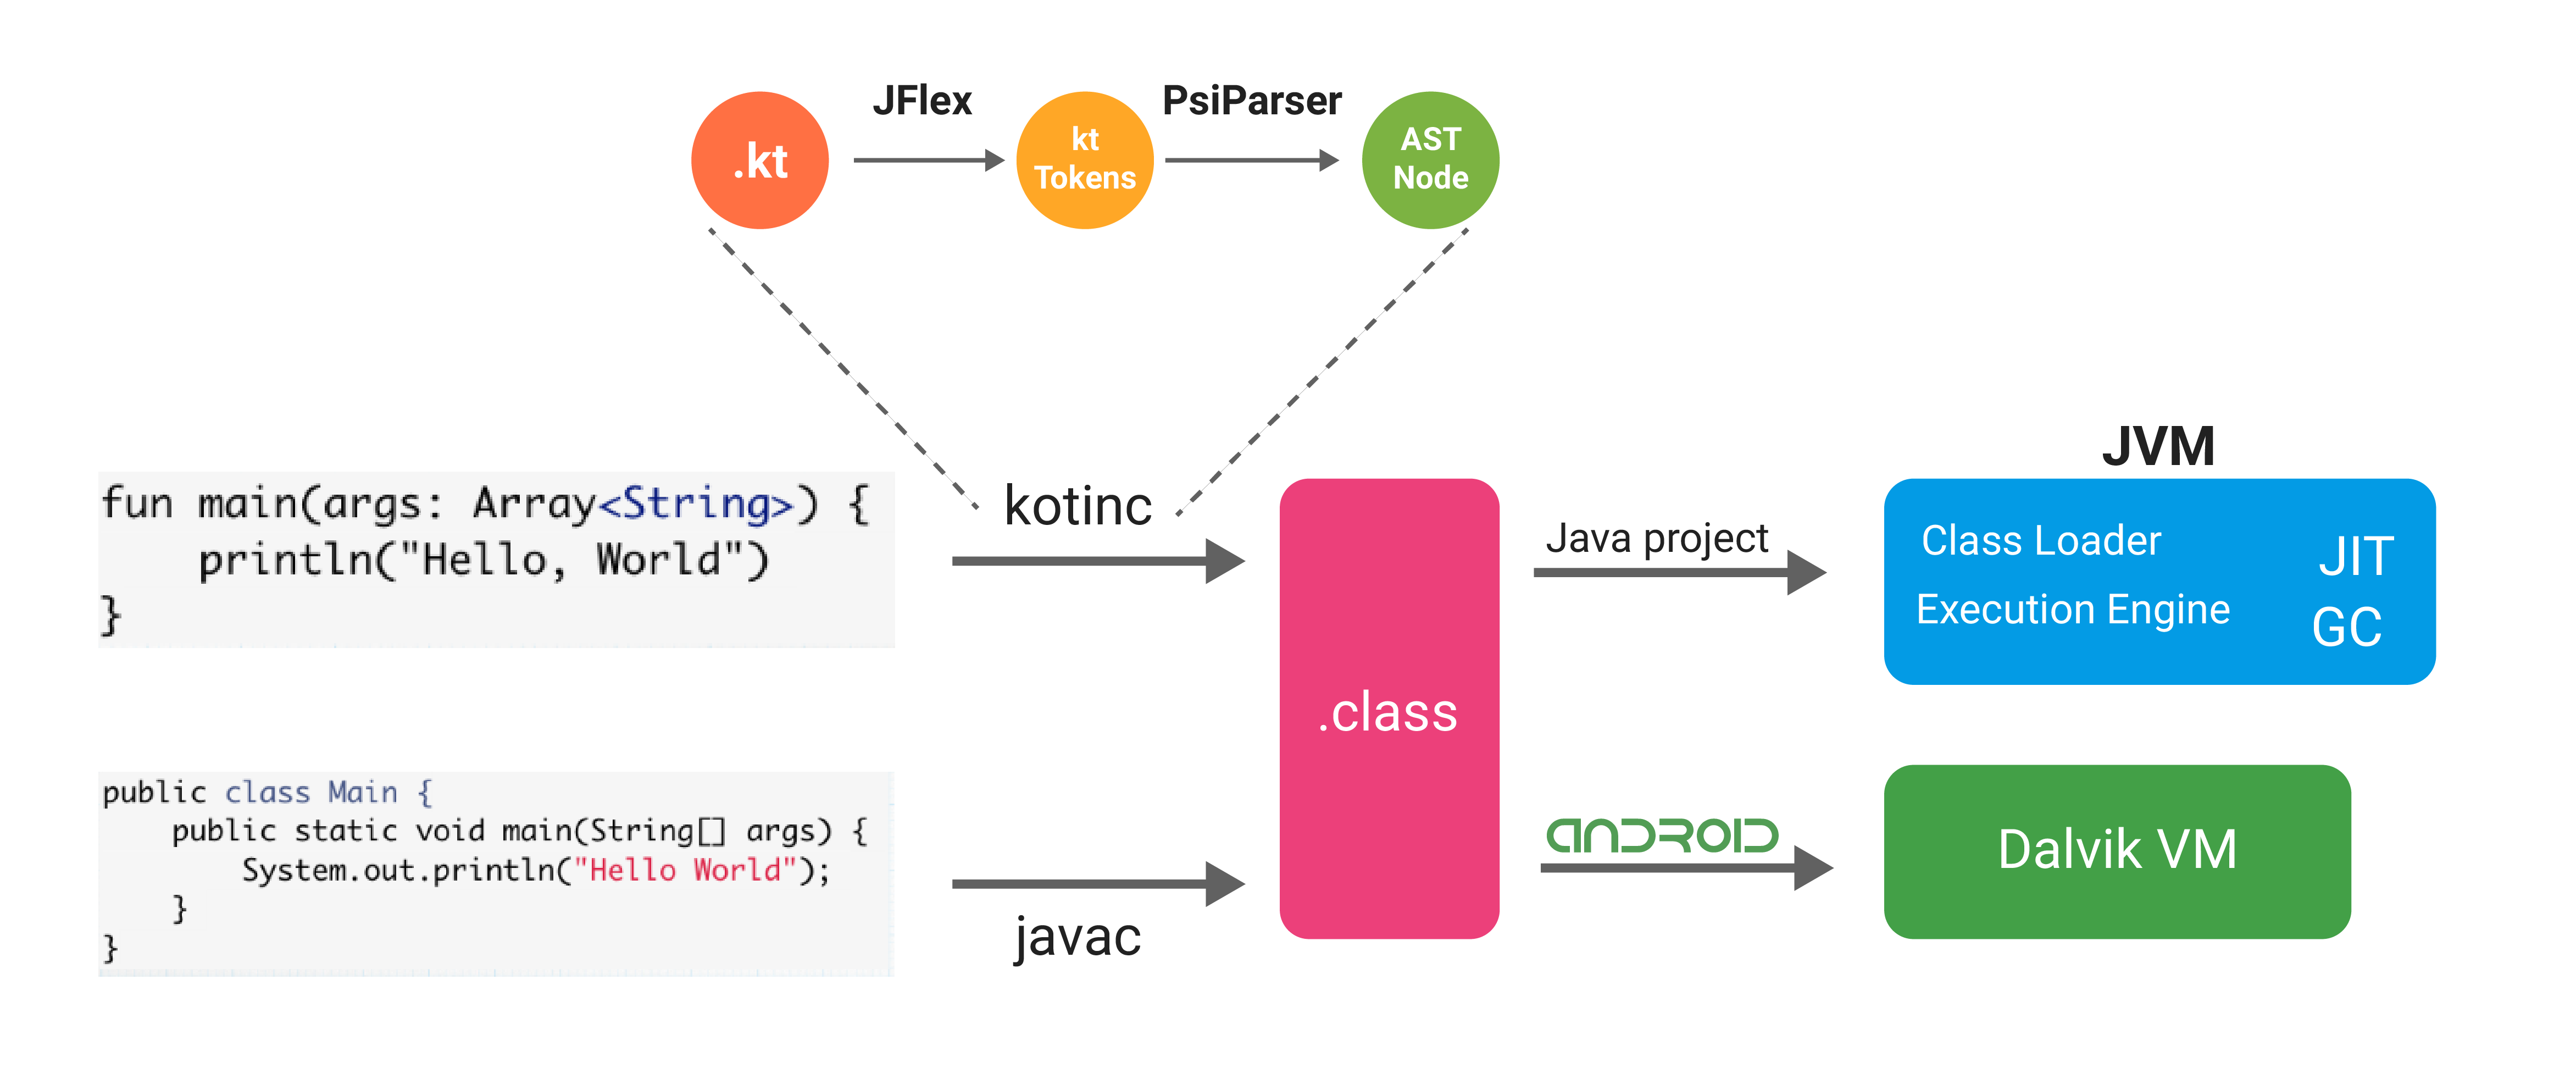 JFlex
PsiParser
.kt
kt
Tokens
AST
Node
fun main(args: Array<String>) {
    println("Hello, World")
}
kotinc
public class Main {
    public static void main(String[] args) {
        System.out.println("Hello World");
    }
}
javac
.class
Java project
JVM
Class Loader
Execution Engine
JIT
GC
ANDROID
Dalvik VM